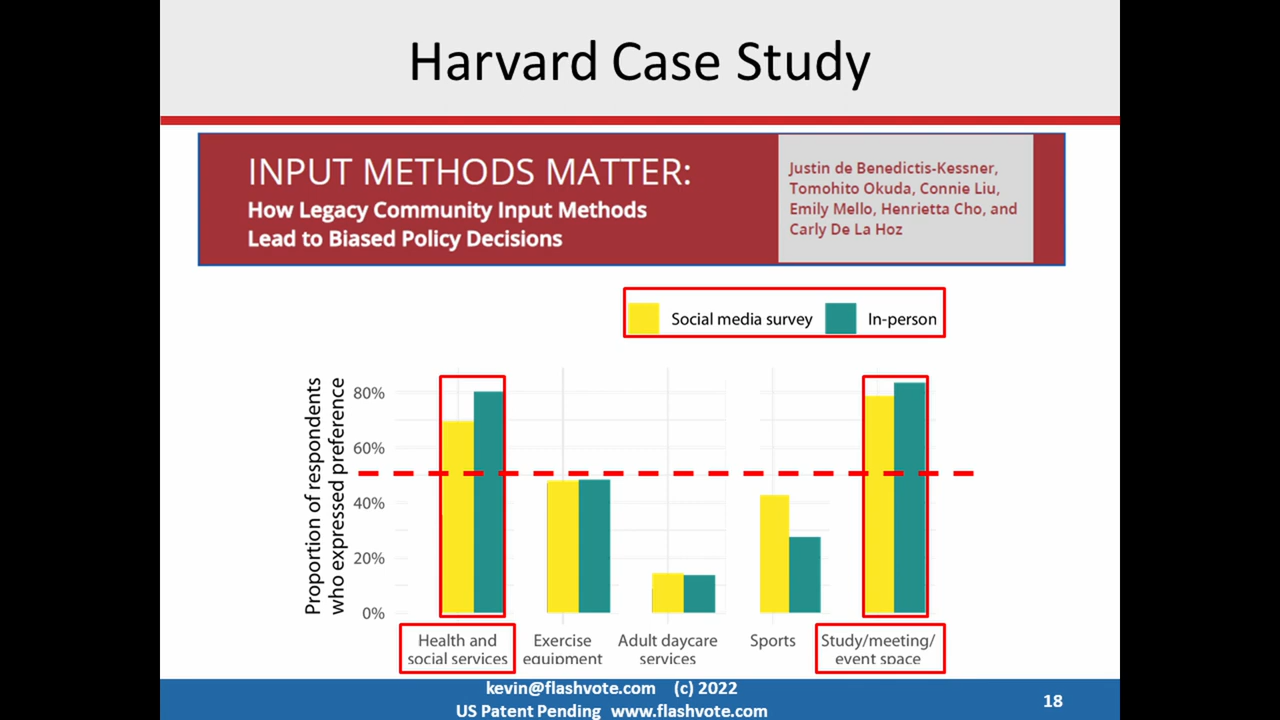 Harvard Case Study
INPUT METHODS MATTER:
How Legacy Community Input Methods
Lead to Biased Policy Decisions
Justin de Benedictis-Kessner,
Tomohito Okuda, Connie Liu,
Emily Mello, Henrietta Cho, and
Carly De La Hoz
Social media survey
In-person
Proportion of respondents
who expressed preference
80%
60%
40%
20%
0%
Health and
social services
Exercise
equipment
Adult daycare
services
Sports
Study/meeting/
event space
kevin@flashvote.com (c) 2022
US Patent Pending www.flashvote.com
18